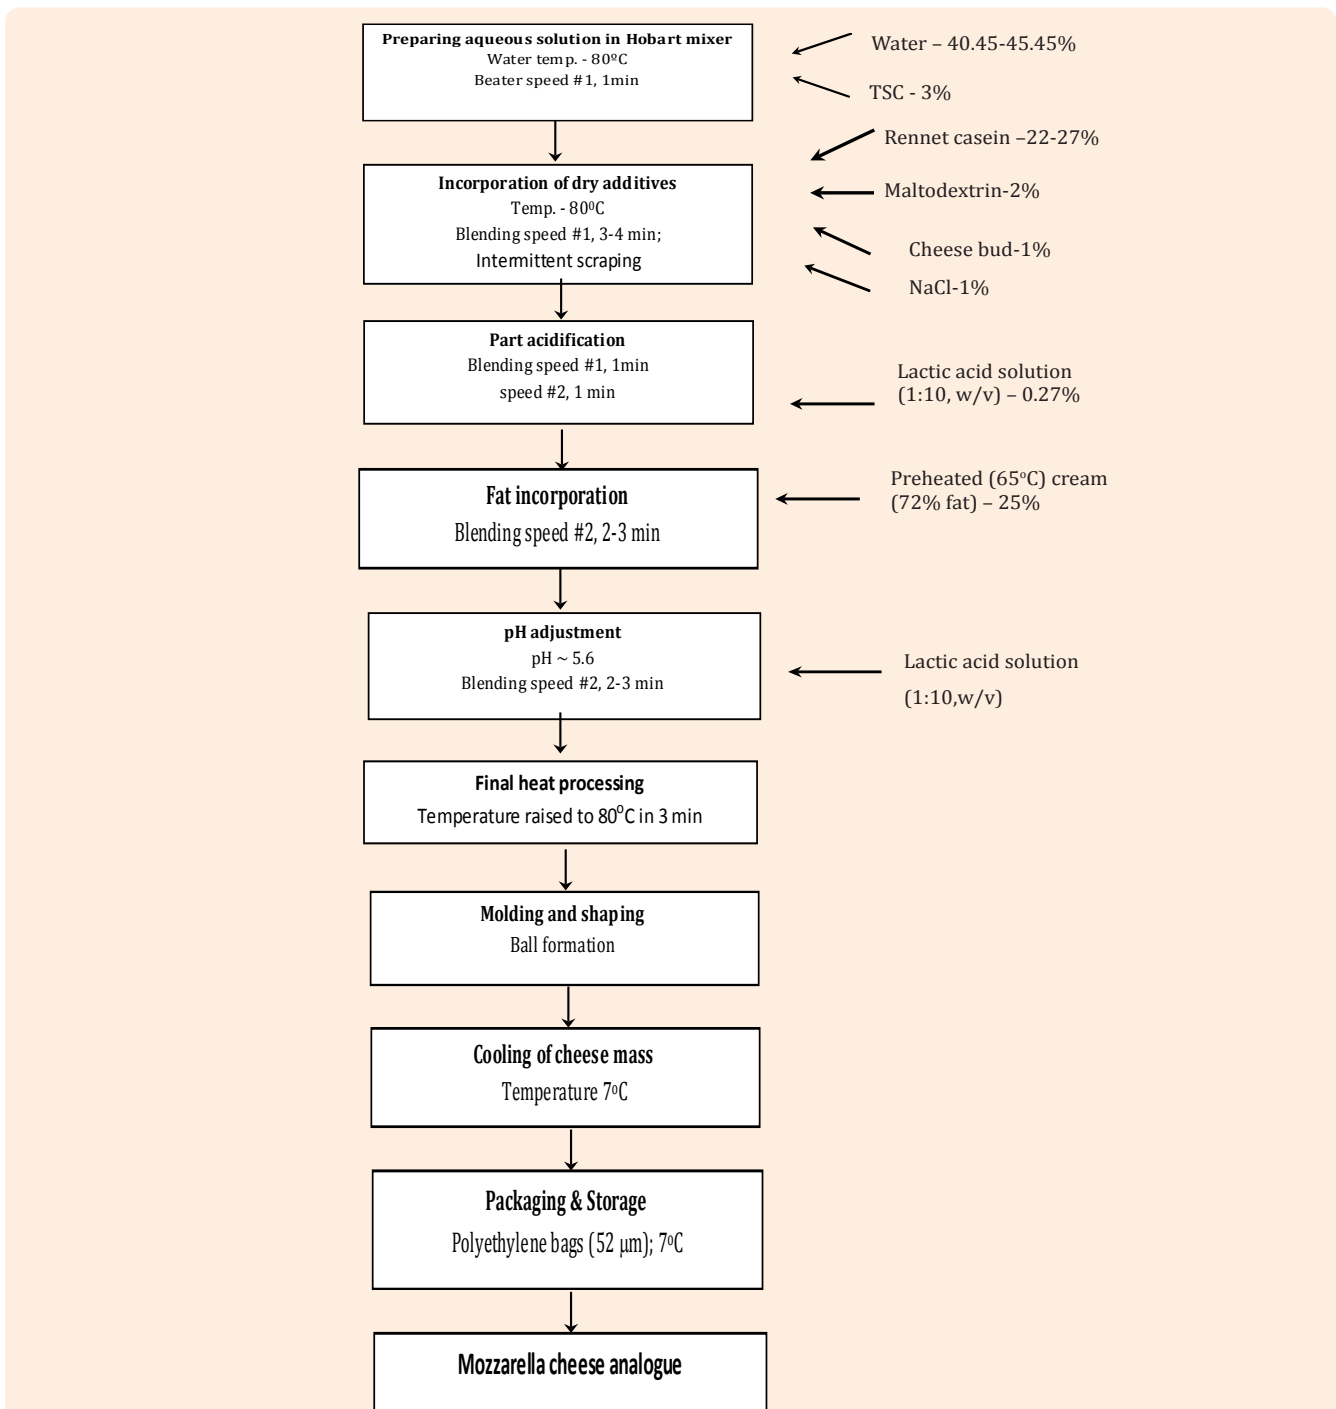 Preparing aqueous solution in Hobart mixer
Water temp. - 80ºC
Beater speed #1, 1min
Water – 40.45-45.45%
TSC - 3%
Rennet casein –22-27%
Incorporation of dry additives
Temp. - 80⁰C
Blending speed #1, 3-4 min;
Intermittent scraping
Maltodextrin-2%
Cheese bud-1%
NaCl-1%
Part acidification
Blending speed #1, 1min
speed #2, 1 min
Lactic acid solution
(1:10, w/v) – 0.27%
Fat incorporation
Blending speed #2, 2-3 min
Preheated (65°C) cream
(72% fat) – 25%
pH adjustment
pH ~ 5.6
Blending speed #2, 2-3 min
Lactic acid solution
(1:10,w/v)
Final heat processing
Temperature raised to 80°C in 3 min
Molding and shaping
Ball formation
Cooling of cheese mass
Temperature 7⁰C
Packaging & Storage
Polyethylene bags (52 µm); 7⁰C
Mozzarella cheese analogue